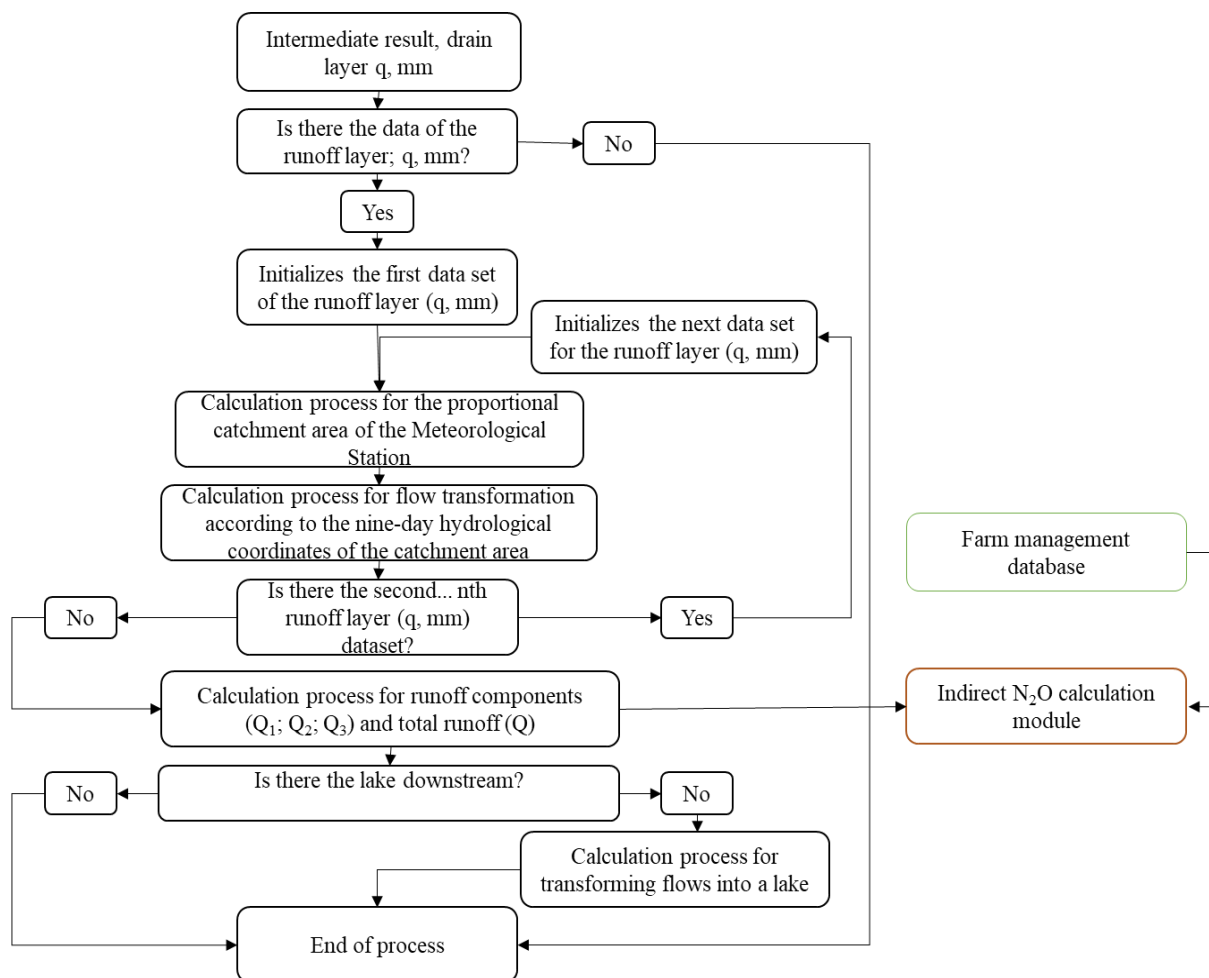 Intermediate result, drain
layer q, mm
Is there the data of the
runoff layer; q, mm?
No
Yes
Initializes the first data set
of the runoff layer (q, mm)
Initializes the next data set
for the runoff layer (q, mm)
Calculation process for the proportional
catchment area of the Meteorological
Station
Calculation process for flow transformation
according to the nine-day hydrological
coordinates of the catchment area
Farm management
database
Is there the second... nth
runoff layer (q, mm)
dataset?
No
Yes
Calculation process for runoff components
(Q₁; Q₂; Q₃) and total runoff (Q)
Indirect N₂O calculation
module
Is there the lake downstream?
No
No
Calculation process for
transforming flows into a lake
End of process